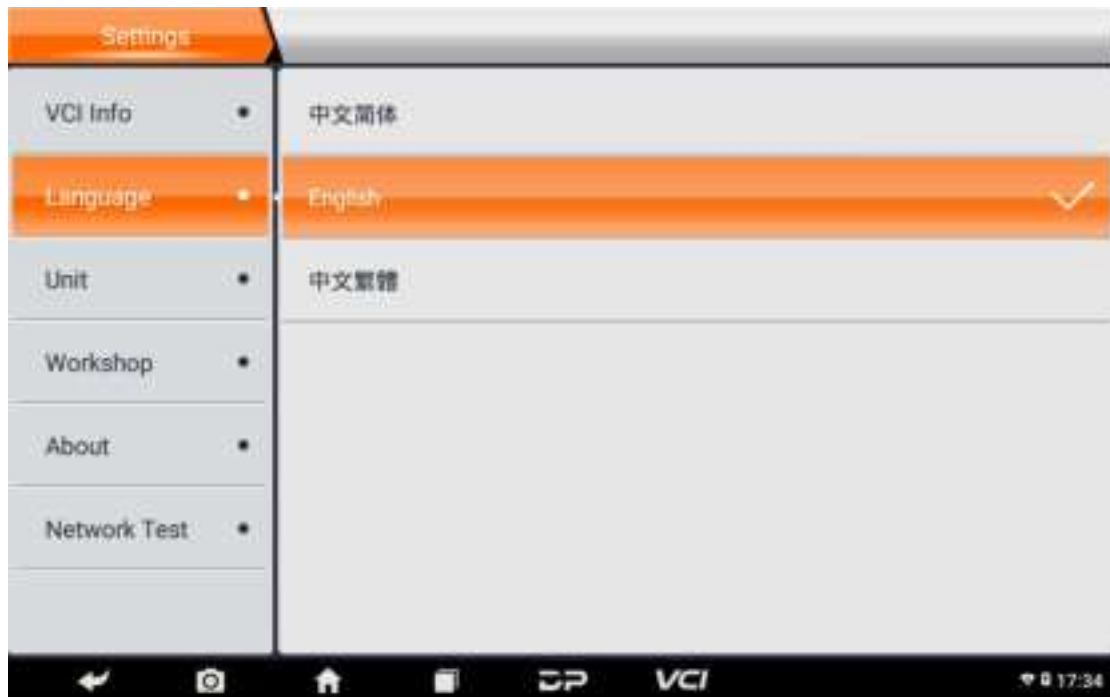 Settings
VCI Info
中文简体
Language
English
Unit
中文繁體
Workshop
About
Network Test
DP
VCI
17:34